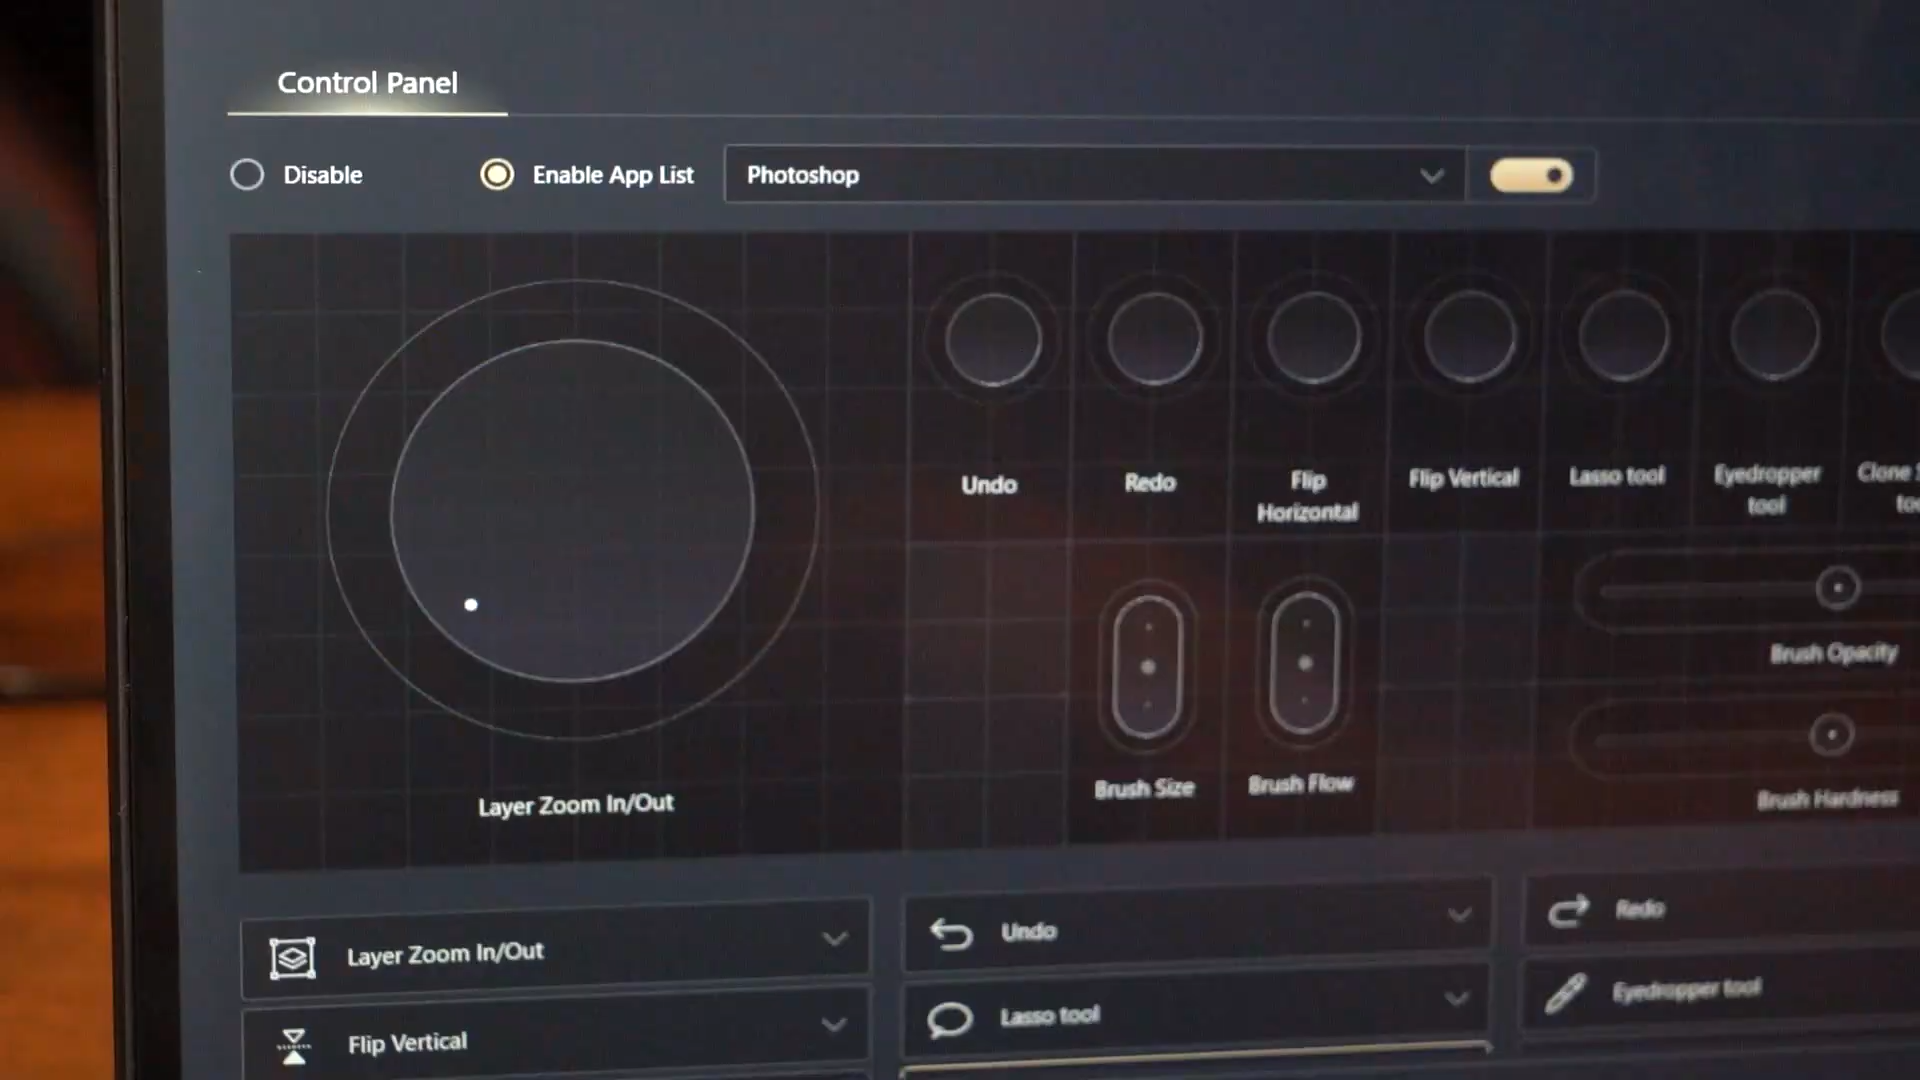 Control Panel
Disable
Enable App List
Photoshop
Undo
Redo
Flip
Horizontal
Flip Vertical
Lasso tool
Eyedropper
tool
Clone
Brush Opacity
Brush Size
Brush Flow
Brush Hardness
Layer Zoom In/Out
Layer Zoom In/Out
Undo
Redo
Flip Vertical
Lasso tool
Eyedropper tool